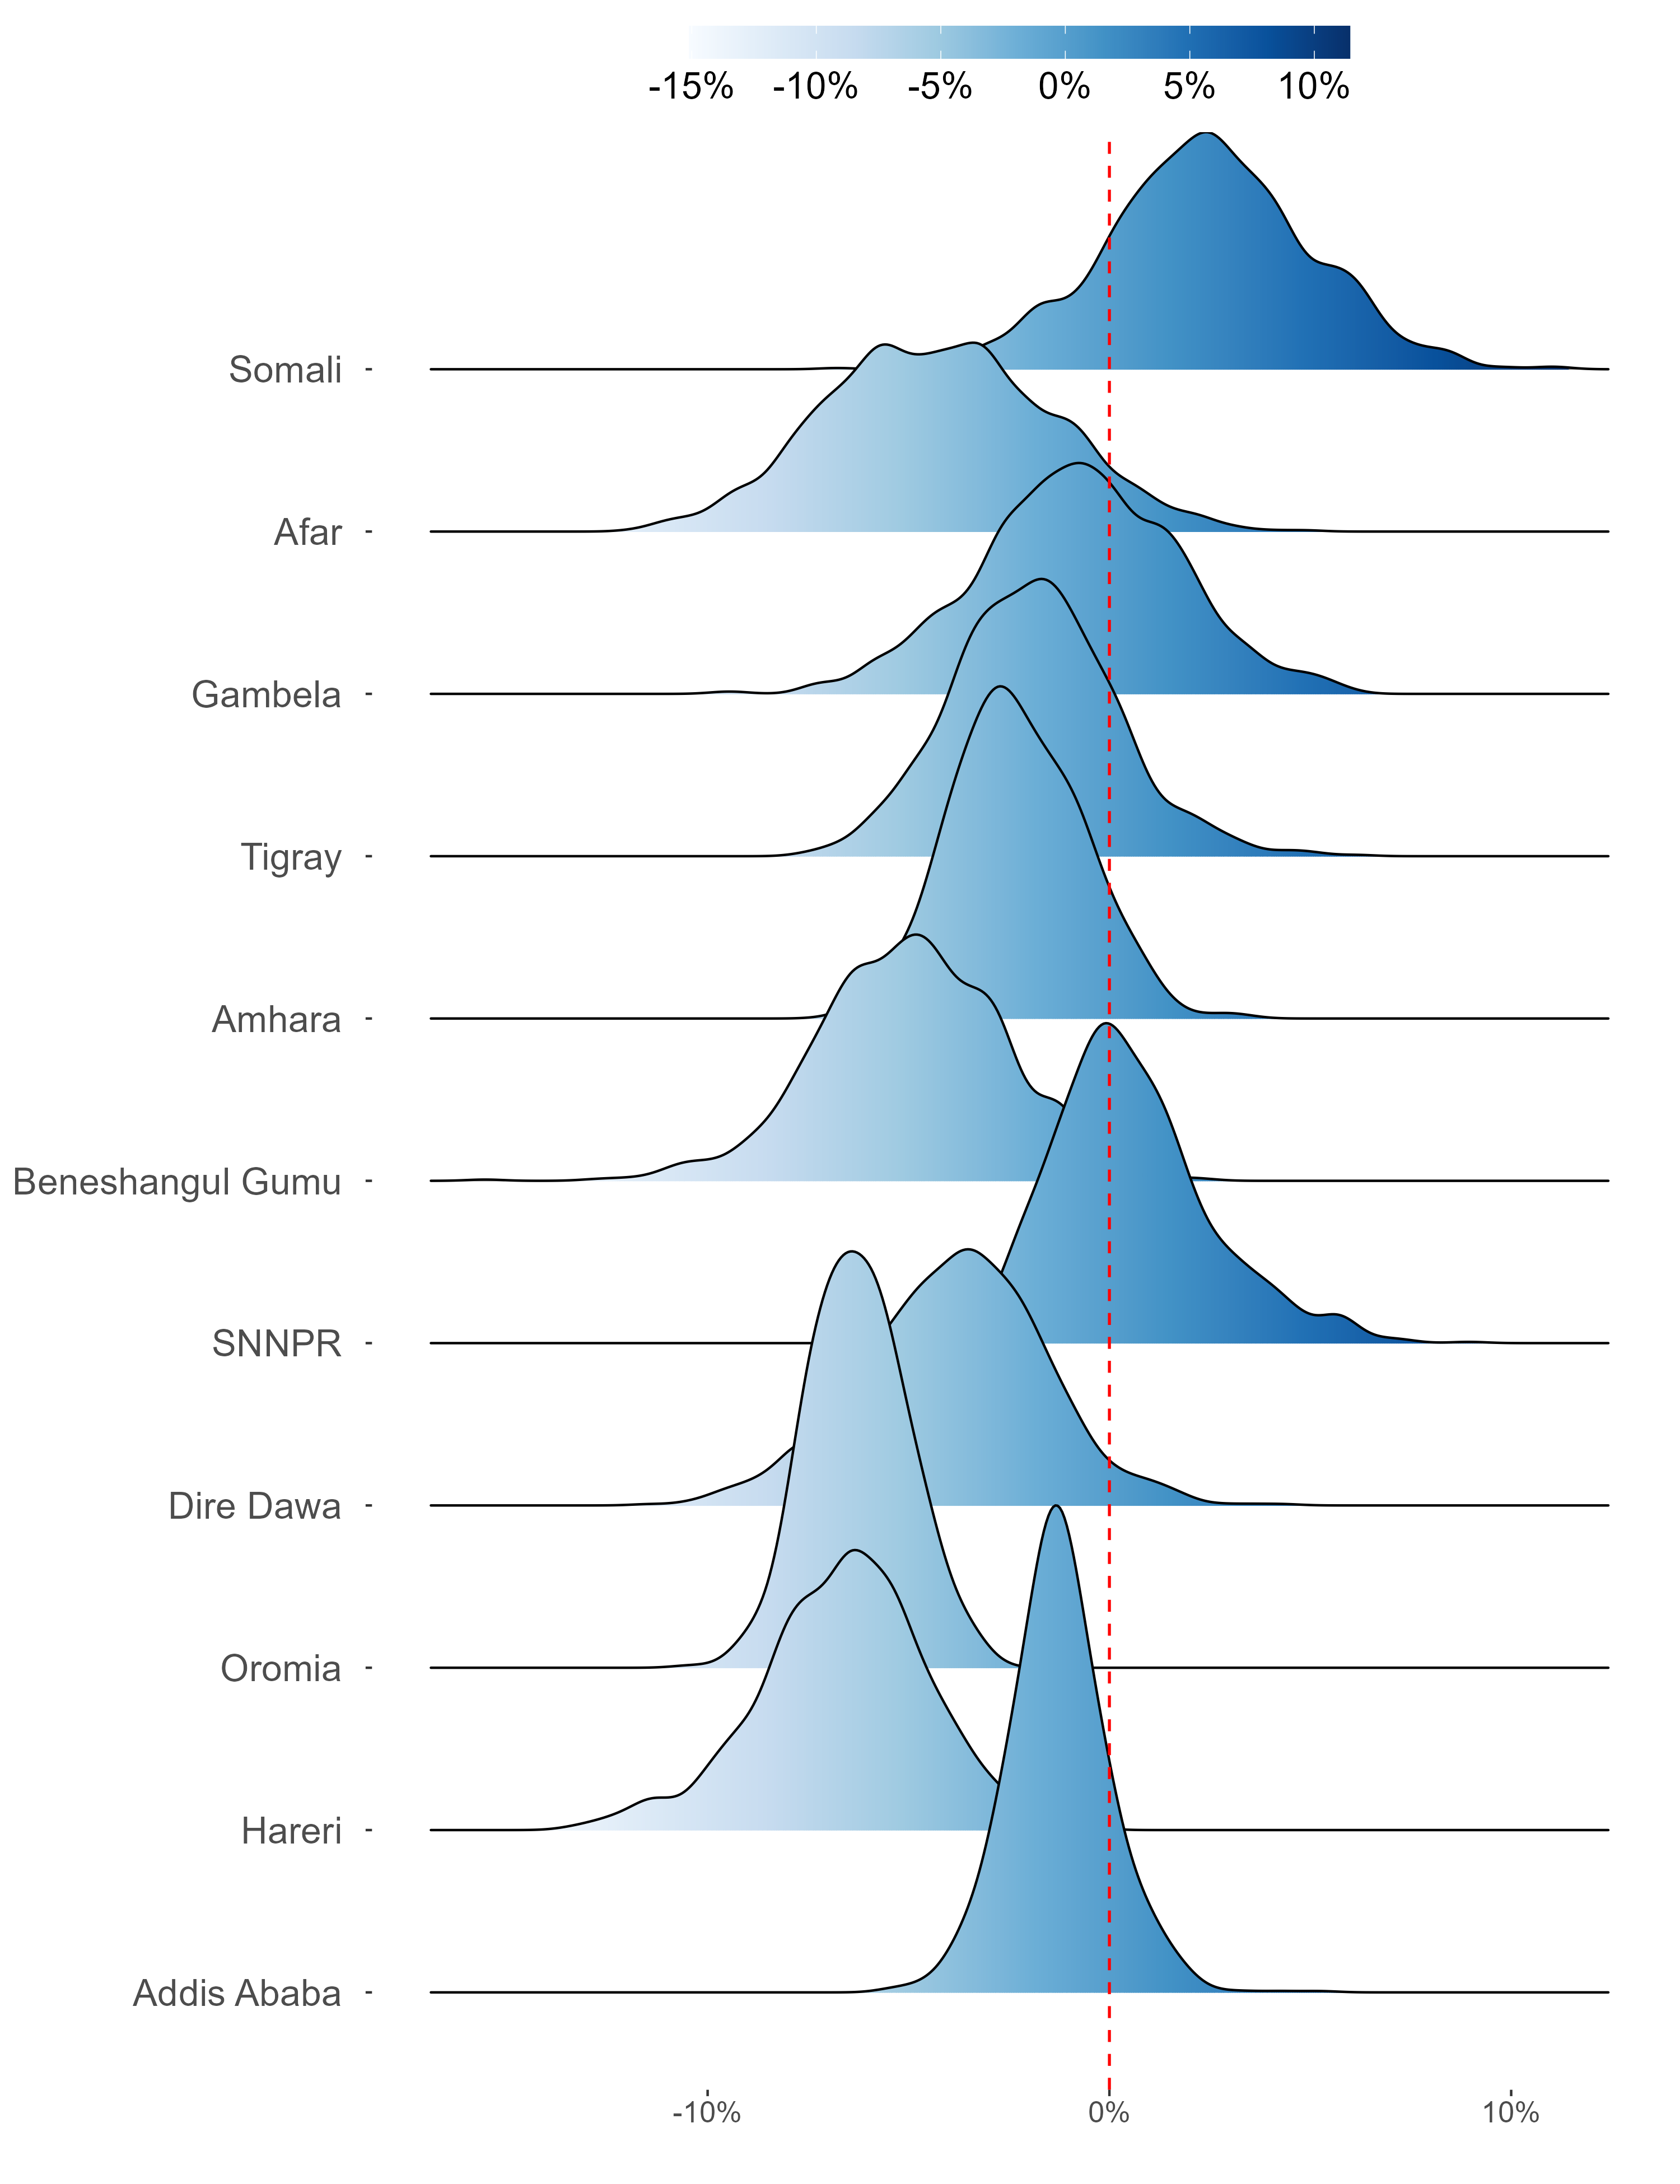 -15% -10% -5% 0% 5% 10%
Somali
Afar
Gambela
Tigray
Amhara
Beneshangul Gumu
SNNPR
Dire Dawa
Oromia
Hareri
Addis Ababa
-10% 0% 10%